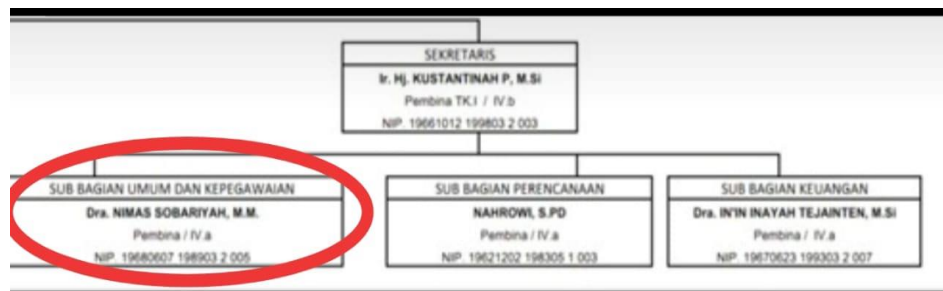 SEKRETARIS
Ir. Hj. KUSTANTINAH P, M.Si
Pembina TK.I / IV.b
NIP. 19661012 199803 2 003
SUB BAGIAN UMUM DAN KEPEGAWAIAN
Dra. NIMAS SOBARIYAH, M.M.
Pembina / IV.a
NIP. 19680607 198903 2 005
SUB BAGIAN PERENCANAAN
NAHROWI, S.PD
Pembina / IV.a
NIP. 19621202 198305 1 003
SUB BAGIAN KEUANGAN
Dra. IN'IN INAYAH TEJAINTEN, M.Si
Pembina / IV.a
NIP. 19670623 199303 2 007